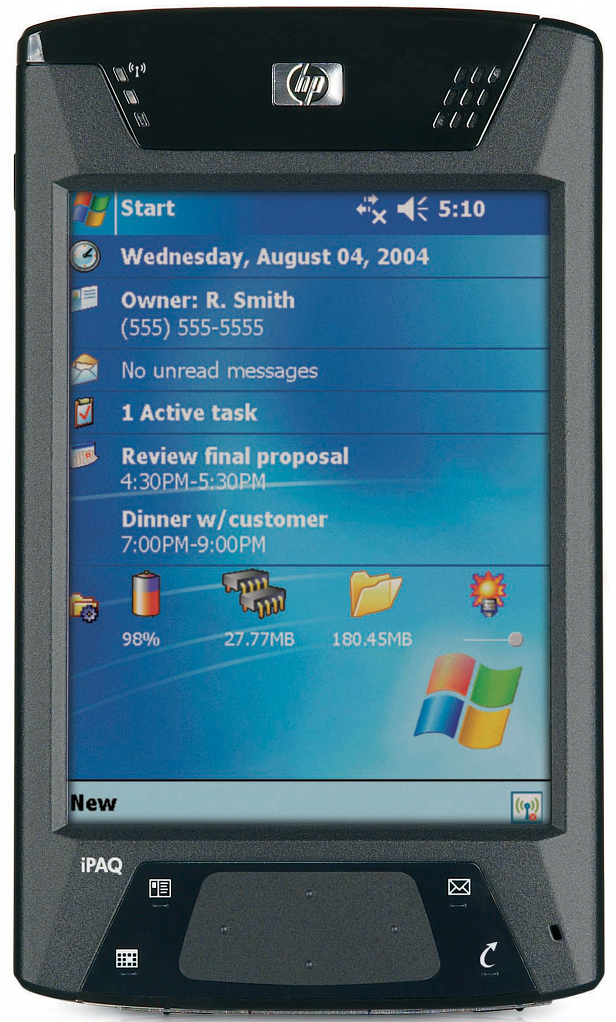 hp
Start 5:10
Wednesday, August 04, 2004
Owner: R. Smith
(555) 555-5555
No unread messages
1 Active task
Review final proposal
4:30PM-5:30PM
Dinner w/customer
7:00PM-9:00PM
98% 27.77MB 180.45MB
New
iPAQ